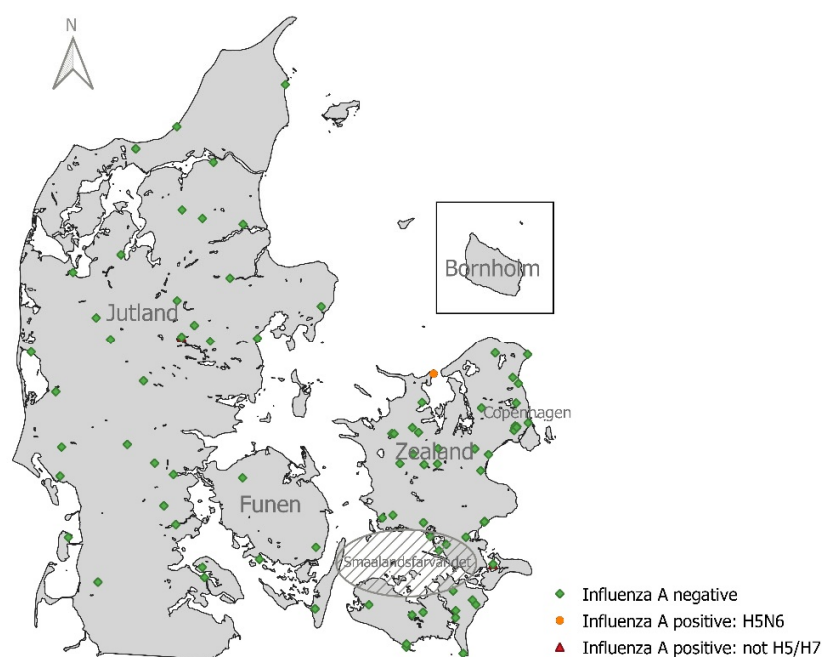 N
Bornholm
Jutland
Copenhagen
Zealand
Funen
Smaalandsfarvandet
Influenza A negative
Influenza A positive: H5N6
Influenza A positive: not H5/H7